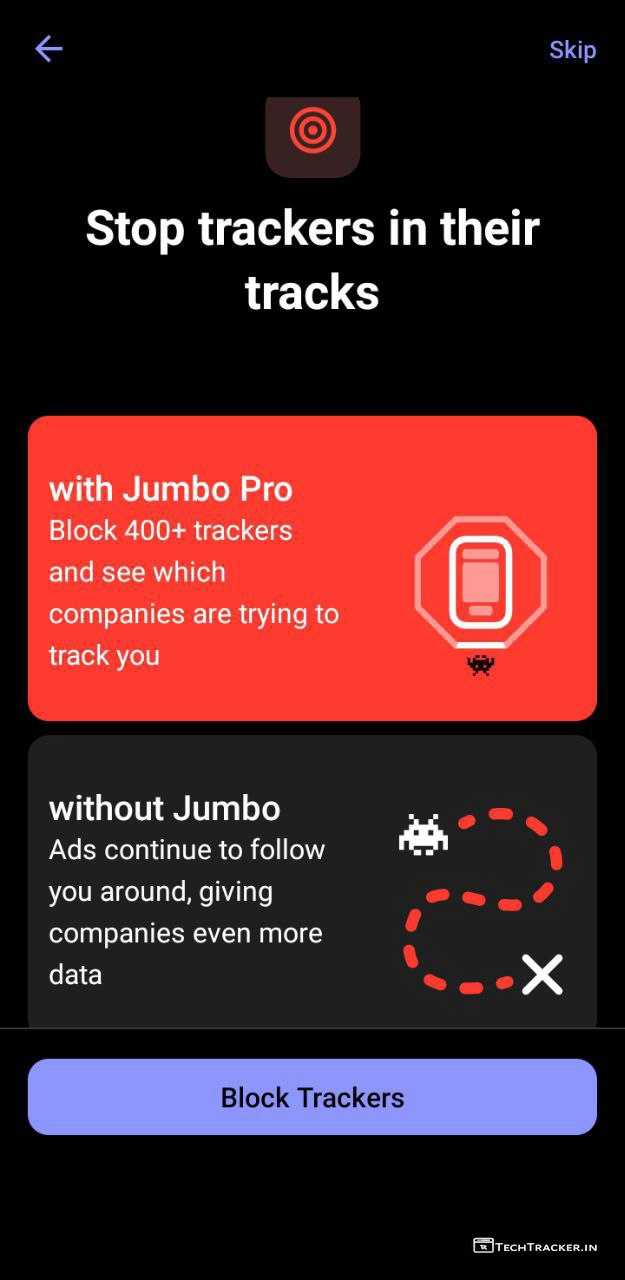 Skip
Stop trackers in their
tracks
with Jumbo Pro
Block 400+ trackers
and see which
companies are trying to
track you
without Jumbo
Ads continue to follow
you around, giving
companies even more
data
Block Trackers
TECHTRACKER.IN